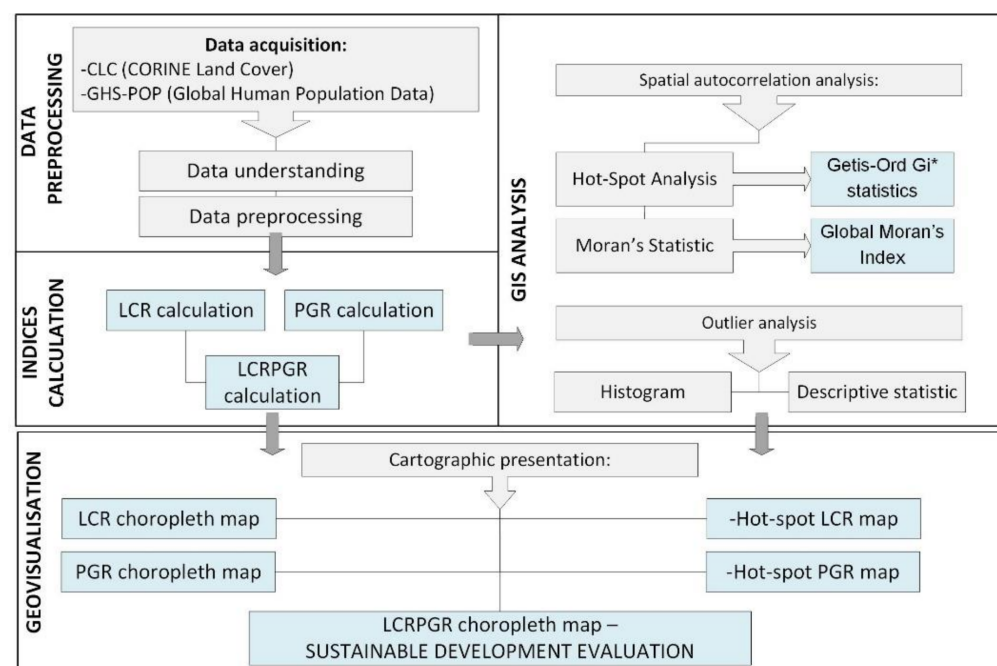 DATA
PREPROCESSING
Data acquisition:
-CLC (CORINE Land Cover)
-GHS-POP (Global Human Population Data)
Data understanding
Data preprocessing
INDICES
CALCULATION
LCR calculation
PGR calculation
LCRPGR
calculation
GIS ANALYSIS
Spatial autocorrelation analysis:
Hot-Spot Analysis
Getis-Ord Gi*
statistics
Moran's Statistic
Global Moran's
Index
Outlier analysis
Histogram
Descriptive statistic
GEOVISUALISATION
Cartographic presentation:
LCR choropleth map
-Hot-spot LCR map
PGR choropleth map
-Hot-spot PGR map
LCRPGR choropleth map –
SUSTAINABLE DEVELOPMENT EVALUATION